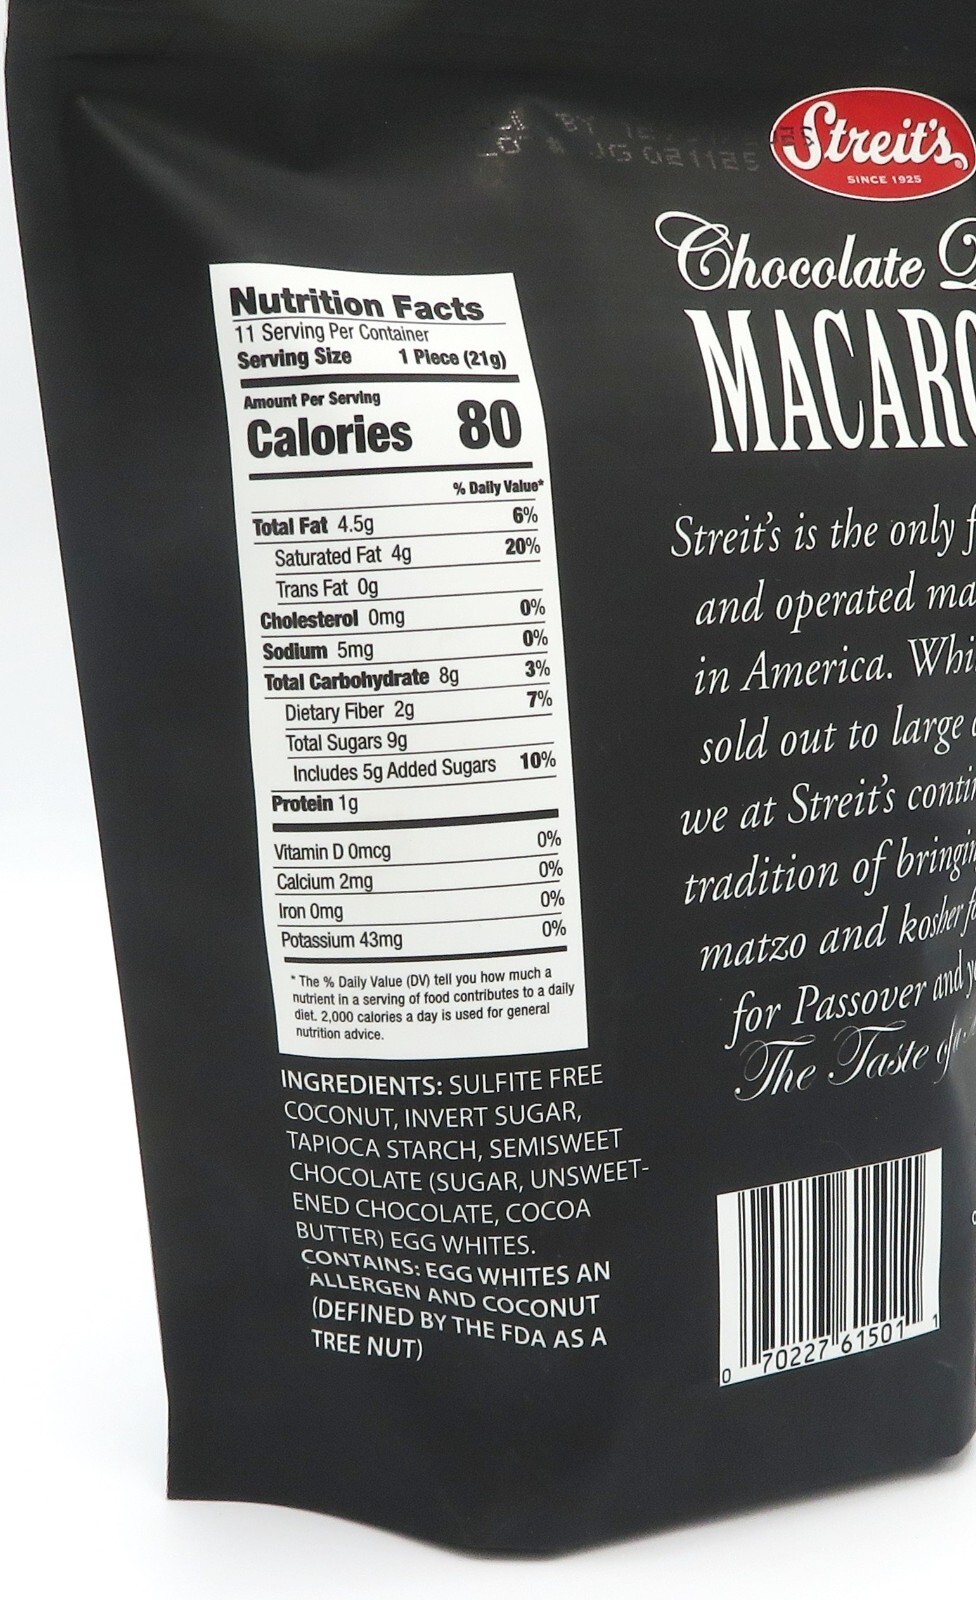 JG 021125
Streit's
SINCE 1925
Chocolate
MACARO
Nutrition Facts
11 Serving Per Container
Serving Size 1 Piece (21g)
Amount Per Serving
Calories 80
% Daily Value*
Total Fat 4.5g 6%
Saturated Fat 4g 20%
Trans Fat 0g
Cholesterol 0mg 0%
Sodium 5mg 0%
Total Carbohydrate 8g 3%
Dietary Fiber 2g 7%
Total Sugars 9g
Includes 5g Added Sugars 10%
Protein 1g
Vitamin D 0mcg 0%
Calcium 2mg 0%
Iron 0mg 0%
Potassium 43mg 0%
* The % Daily Value (DV) tell you how much a
nutrient in a serving of food contributes to a daily
diet. 2,000 calories a day is used for general
nutrition advice.
INGREDIENTS: SULFITE FREE
COCONUT, INVERT SUGAR,
TAPIOCA STARCH, SEMISWEET
CHOCOLATE (SUGAR, UNSWEET-
ENED CHOCOLATE, COCOA
BUTTER) EGG WHITES.
CONTAINS: EGG WHITES AN
ALLERGEN AND COCONUT
(DEFINED BY THE FDA AS A
TREE NUT)
Streit's is the only f
and operated ma
in America. Whi
sold out to large
we at Streit's contin
tradition of bringin
matzo and kosher f
for Passover and y
The Taste of
0 70227 61501 1